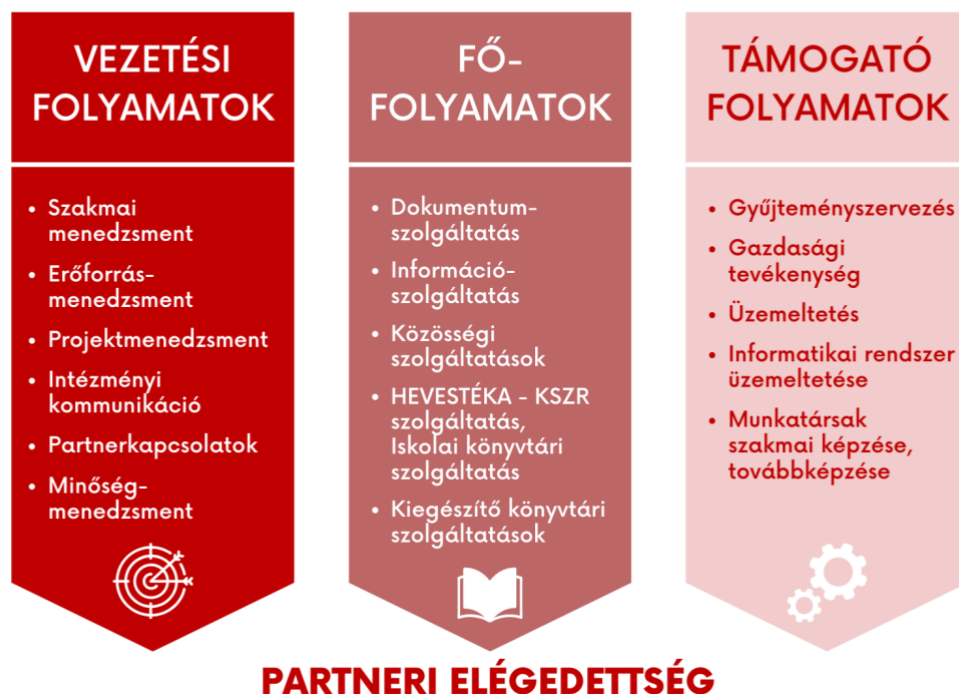 VEZETÉSI
FOLYAMATOK
• Szakmai
menedzsment
• Erőforrás-
menedzsment
• Projektmenedzsment
• Intézményi
kommunikáció
• Partnerkapcsolatok
• Minőség-
menedzsment
FŐ-
FOLYAMATOK
• Dokumentum-
szolgáltatás
• Információ-
szolgáltatás
• Közösségi
szolgáltatások
• HEVESTÉKA - KSZR
szolgáltatás,
Iskolai könyvtári
szolgáltatás
• Kiegészítő könyvtári
szolgáltatások
TÁMOGATÓ
FOLYAMATOK
• Gyűjteményszervezés
• Gazdasági
tevékenység
• Üzemeltetés
• Informatikai rendszer
üzemeltetése
• Munkatársak
szakmai képzése,
továbbképzése
PARTNERI ELÉGEDETTSÉG